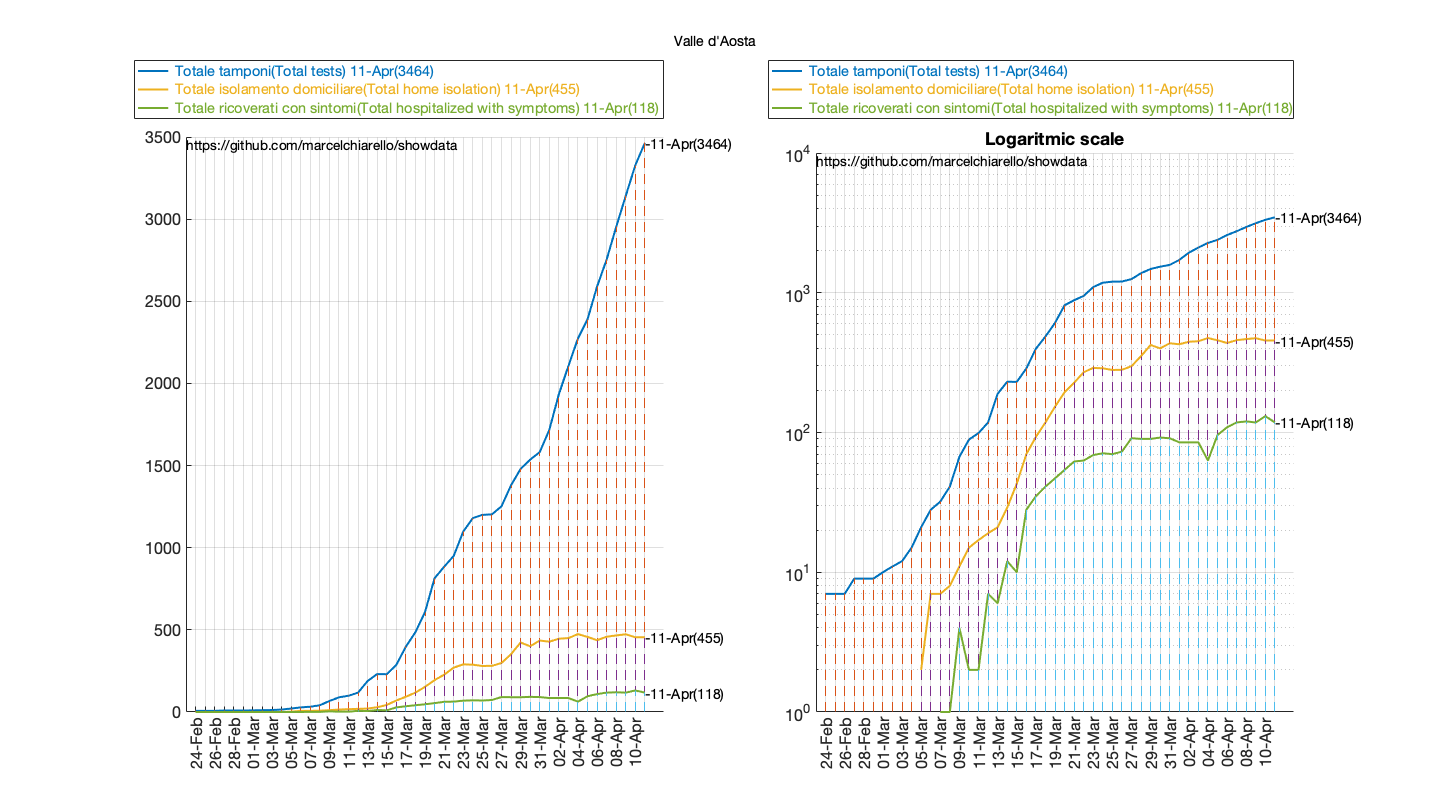 Valle d'Aosta
Totale tamponi(Total tests) 11-Apr(3464)
Totale isolamento domiciliare(Total home isolation) 11-Apr(455)
Totale ricoverati con sintomi(Total hospitalized with symptoms) 11-Apr(118)
3500
3000
2500
2000
1500
1000
500
0
https://github.com/marcelchiarello/showdata
-11-Apr(3464)
-11-Apr(455)
-11-Apr(118)
24-Feb
26-Feb
28-Feb
01-Mar
03-Mar
05-Mar
07-Mar
09-Mar
11-Mar
13-Mar
15-Mar
17-Mar
19-Mar
21-Mar
23-Mar
25-Mar
27-Mar
29-Mar
31-Mar
02-Apr
04-Apr
06-Apr
08-Apr
10-Apr
Totale tamponi(Total tests) 11-Apr(3464)
Totale isolamento domiciliare(Total home isolation) 11-Apr(455)
Totale ricoverati con sintomi(Total hospitalized with symptoms) 11-Apr(118)
Logaritmic scale
10^4
10^3
10^2
10^1
10^0
https://github.com/marcelchiarello/showdata
-11-Apr(3464)
-11-Apr(455)
-11-Apr(118)
24-Feb
26-Feb
28-Feb
01-Mar
03-Mar
05-Mar
07-Mar
09-Mar
11-Mar
13-Mar
15-Mar
17-Mar
19-Mar
21-Mar
23-Mar
25-Mar
27-Mar
29-Mar
31-Mar
02-Apr
04-Apr
06-Apr
08-Apr
10-Apr